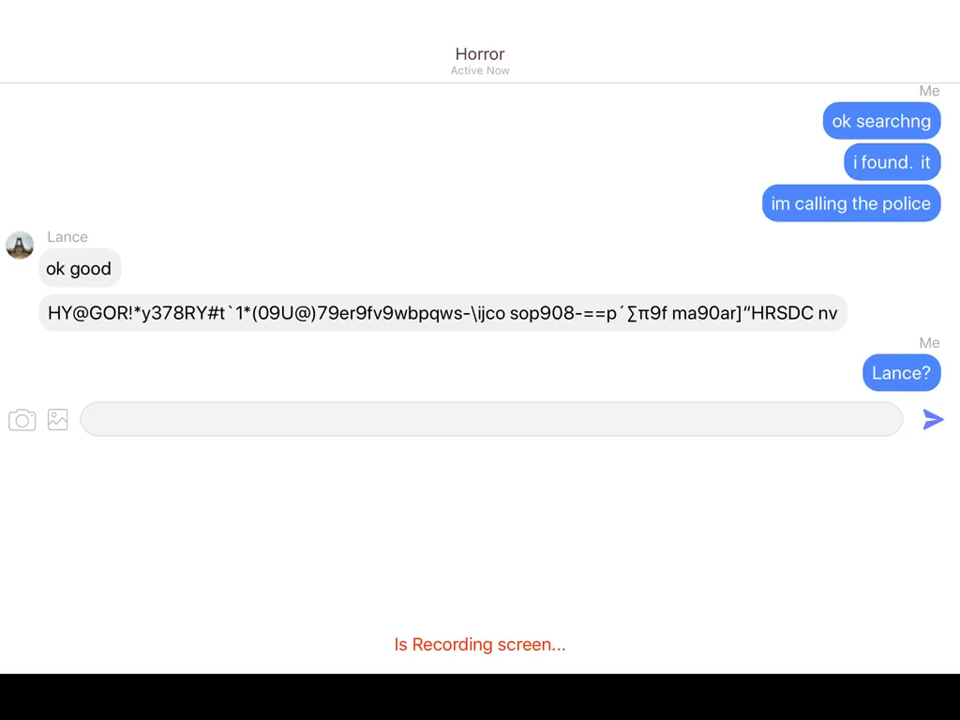 Horror
Active Now
Me
ok searchng
i found.  it
im calling the police
Lance
ok good
HY@GOR!*y378RY#t`1*(09U@)79er9fv9wbpqws-\ijco sop908-==p´∑π9f ma90ar]“HRSDC nv
Me
Lance?
Is Recording screen...